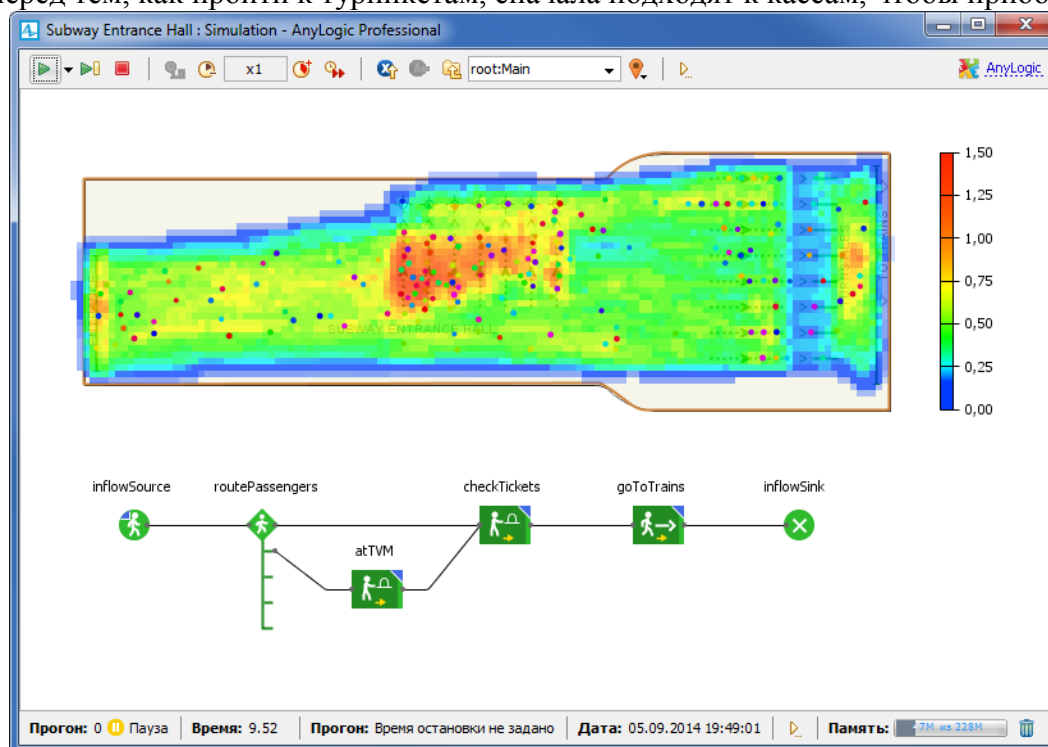 перед тем, как пройти к турникетам, сначала подходят к кассам, чтобы приоб
Subway Entrance Hall : Simulation - AnyLogic Professional
x1
root:Main
AnyLogic
1,50
1,25
1,00
0,75
0,50
0,25
0,00
SUBWAY ENTRANCE HALL
TO TRAINS
inflowSource
routePassengers
checkTickets
goToTrains
inflowSink
atTVM
Прогон: 0 Пауза Время: 9.52 Прогон: Время остановки не задано Дата: 05.09.2014 19:49:01 Память: 47M из 228M